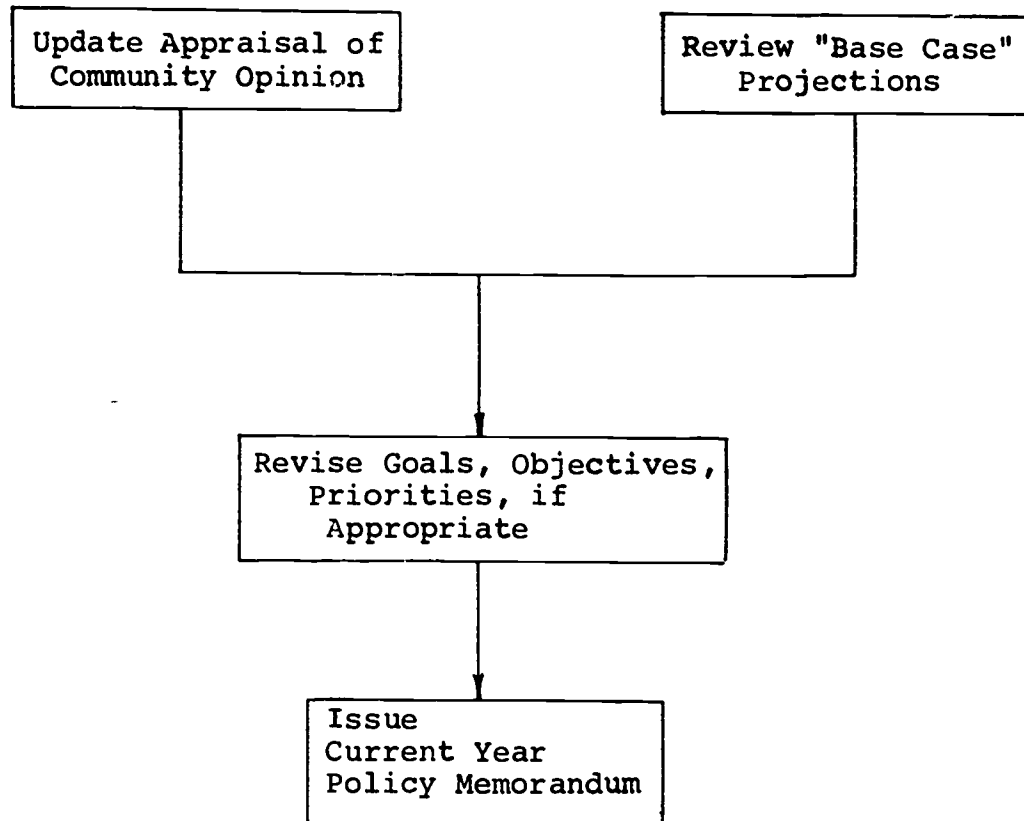 Update Appraisal of
Community Opinion
Review "Base Case"
Projections
Revise Goals, Objectives,
Priorities, if
Appropriate
Issue
Current Year
Policy Memorandum